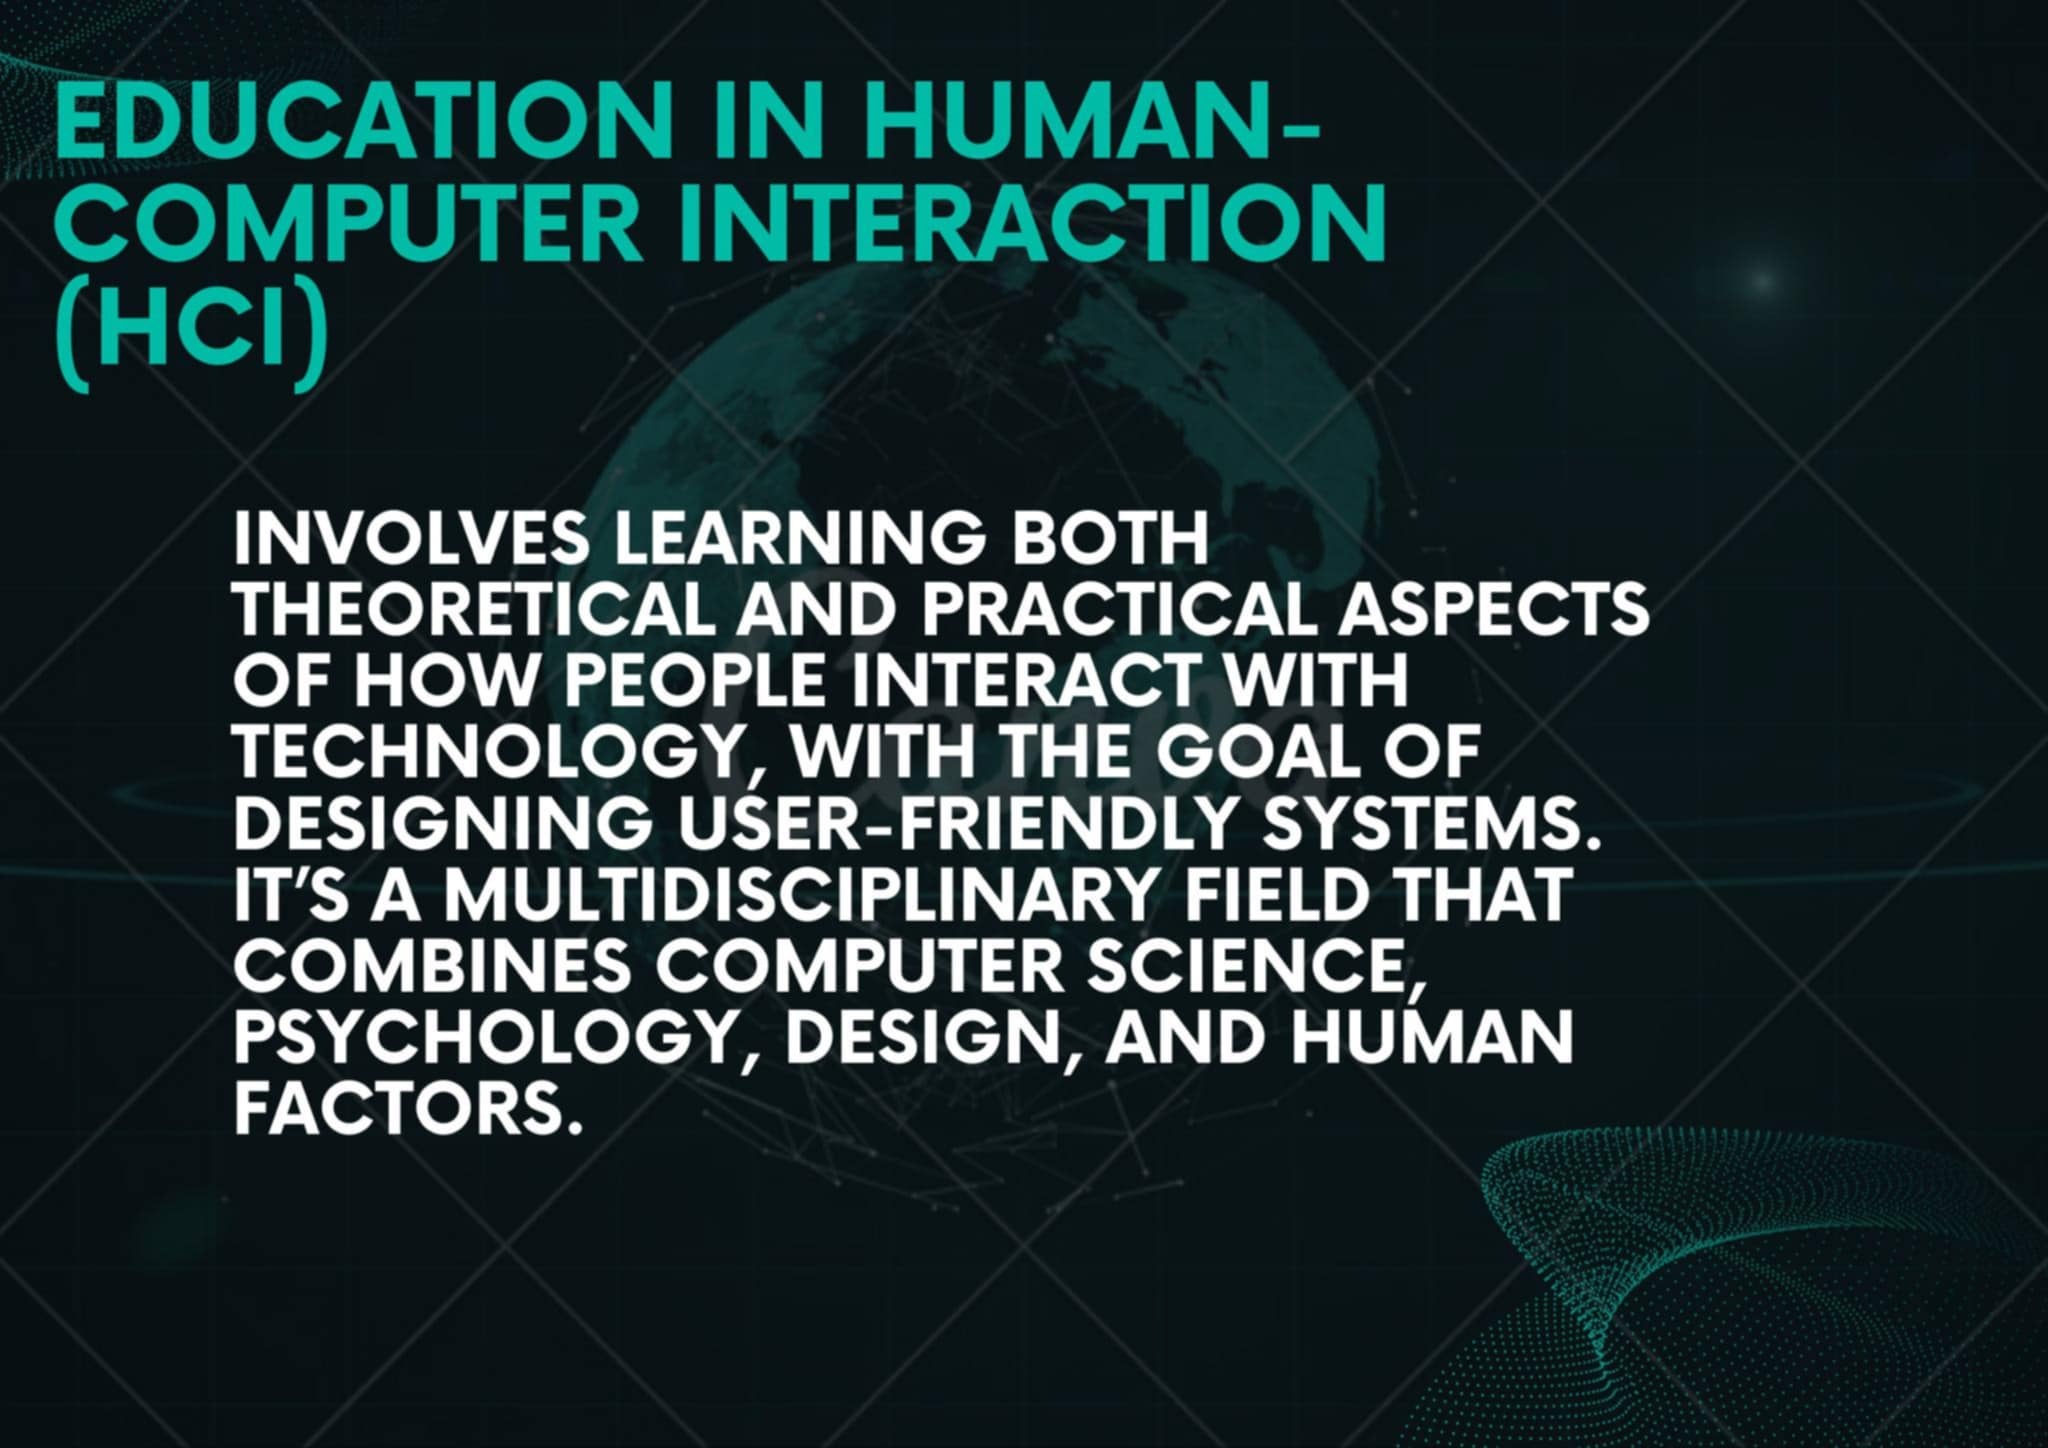 EDUCATION IN HUMAN-
COMPUTER INTERACTION
(HCI)
INVOLVES LEARNING BOTH
THEORETICAL AND PRACTICAL ASPECTS
OF HOW PEOPLE INTERACT WITH
TECHNOLOGY, WITH THE GOAL OF
DESIGNING USER-FRIENDLY SYSTEMS.
IT'S A MULTIDISCIPLINARY FIELD THAT
COMBINES COMPUTER SCIENCE,
PSYCHOLOGY, DESIGN, AND HUMAN
FACTORS.
Canva